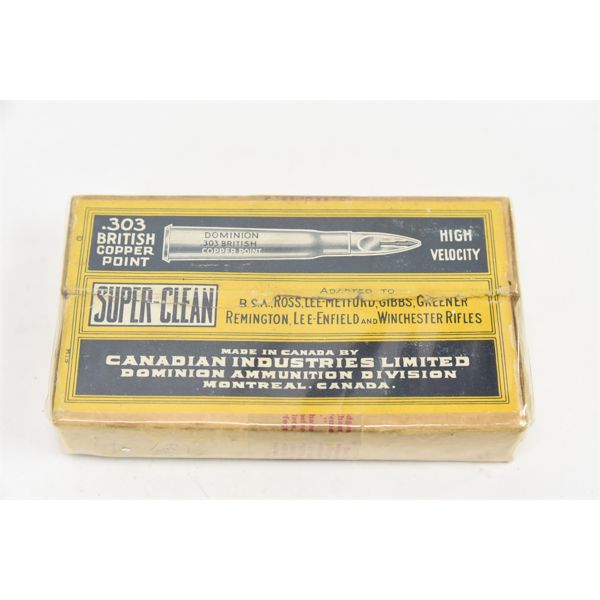 .303
BRITISH
COPPER
POINT
DOMINION
303 BRITISH
COPPER POINT
HIGH
VELOCITY
SUPER-CLEAN
ADAPTED TO
B.S.A., ROSS, LEE METFORD, GIBBS, GREENER
REMINGTON, LEE-ENFIELD AND WINCHESTER RIFLES
MADE IN CANADA BY
CANADIAN INDUSTRIES LIMITED
DOMINION AMMUNITION DIVISION
MONTREAL, CANADA.